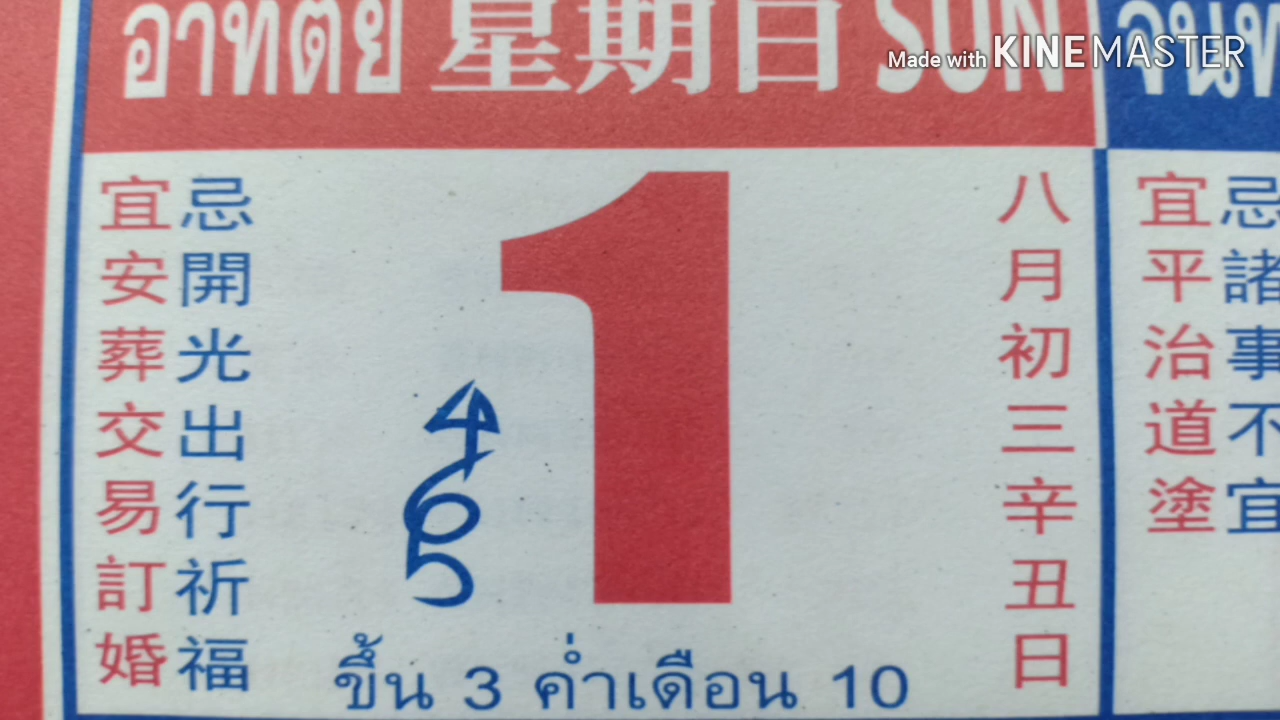 อาทิตย์ 星期日 SUN
Made with KINEMASTER
宜安葬交易訂婚
忌開光出行祈福
1
八月初三辛丑日
ขึ้น 3 ค่ำเดือน 10
宜平治道塗
忌諸事不宜